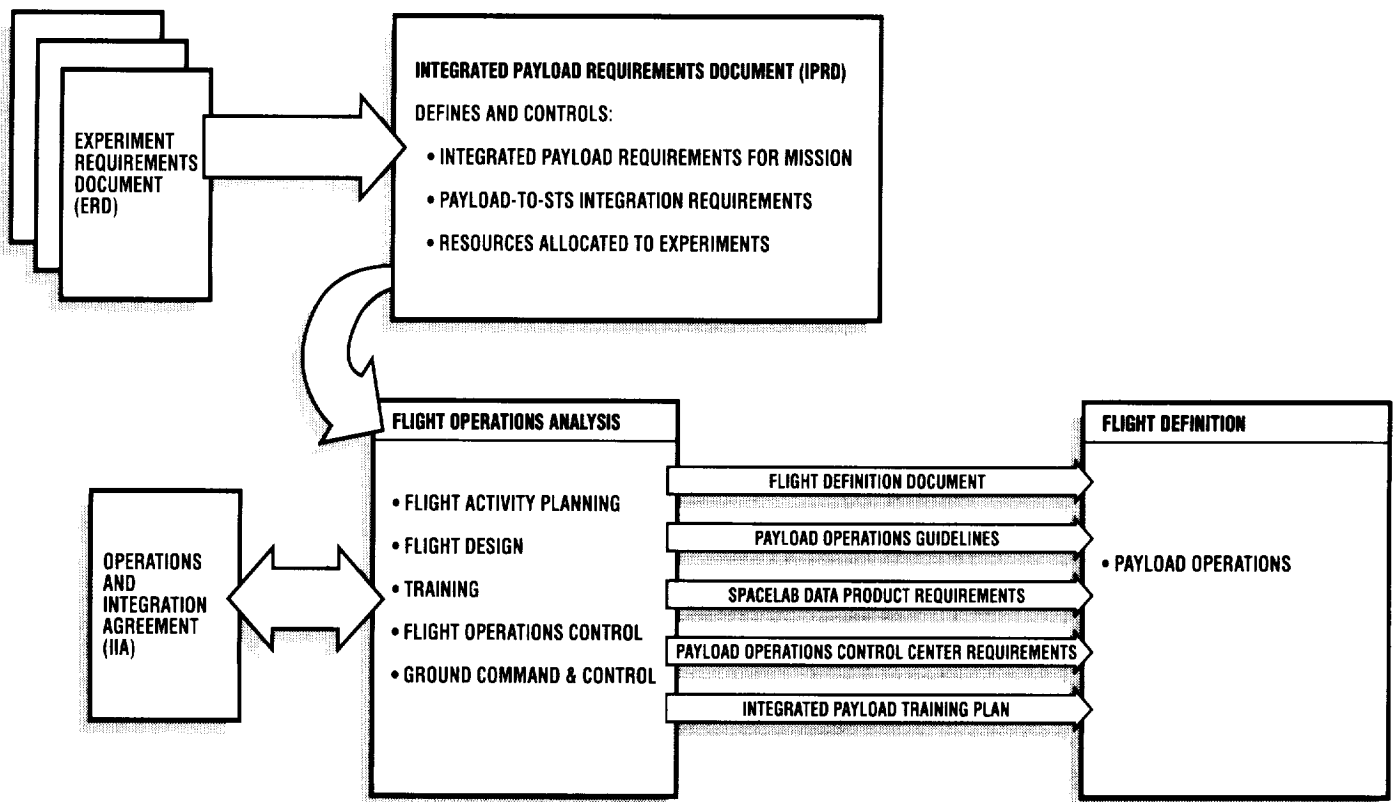 EXPERIMENT
REQUIREMENTS
DOCUMENT
(ERD)
INTEGRATED PAYLOAD REQUIREMENTS DOCUMENT (IPRD)
DEFINES AND CONTROLS:
• INTEGRATED PAYLOAD REQUIREMENTS FOR MISSION
• PAYLOAD-TO-STS INTEGRATION REQUIREMENTS
• RESOURCES ALLOCATED TO EXPERIMENTS
OPERATIONS
AND
INTEGRATION
AGREEMENT
(IIA)
FLIGHT OPERATIONS ANALYSIS
• FLIGHT ACTIVITY PLANNING
• FLIGHT DESIGN
• TRAINING
• FLIGHT OPERATIONS CONTROL
• GROUND COMMAND & CONTROL
FLIGHT DEFINITION DOCUMENT
PAYLOAD OPERATIONS GUIDELINES
SPACELAB DATA PRODUCT REQUIREMENTS
PAYLOAD OPERATIONS CONTROL CENTER REQUIREMENTS
INTEGRATED PAYLOAD TRAINING PLAN
FLIGHT DEFINITION
• PAYLOAD OPERATIONS